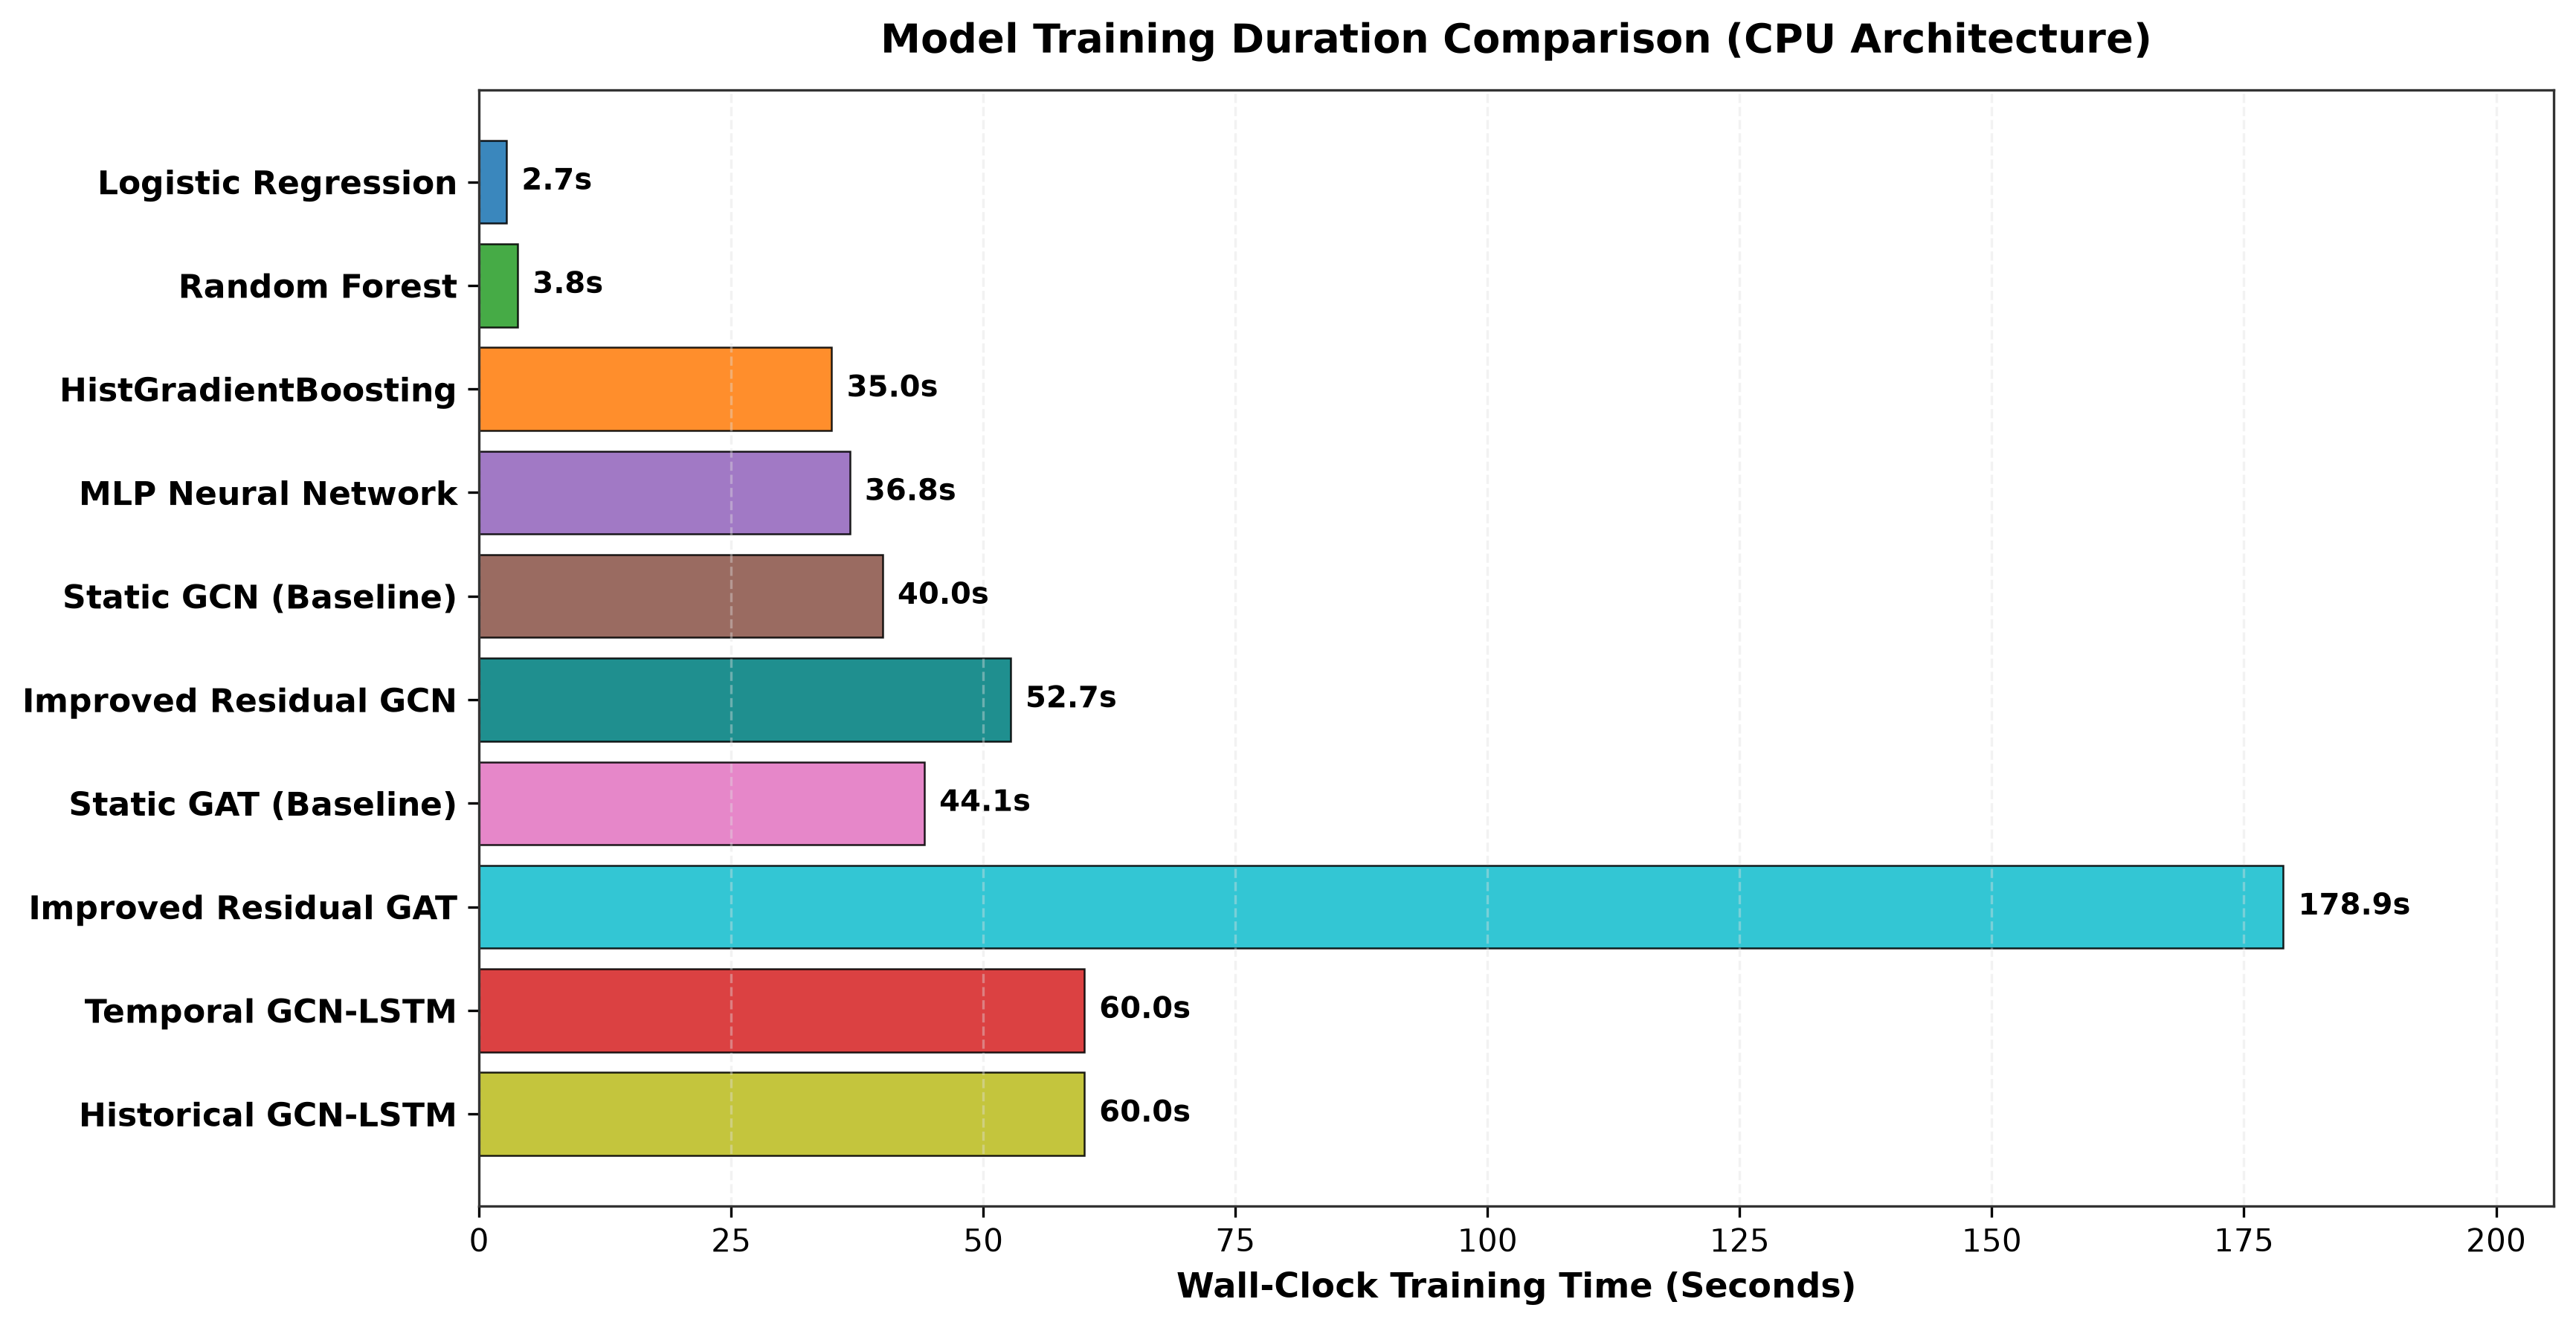 Model Training Duration Comparison (CPU Architecture)
Logistic Regression 2.7s
Random Forest 3.8s
HistGradientBoosting 35.0s
MLP Neural Network 36.8s
Static GCN (Baseline) 40.0s
Improved Residual GCN 52.7s
Static GAT (Baseline) 44.1s
Improved Residual GAT 178.9s
Temporal GCN-LSTM 60.0s
Historical GCN-LSTM 60.0s
0 25 50 75 100 125 150 175 200
Wall-Clock Training Time (Seconds)